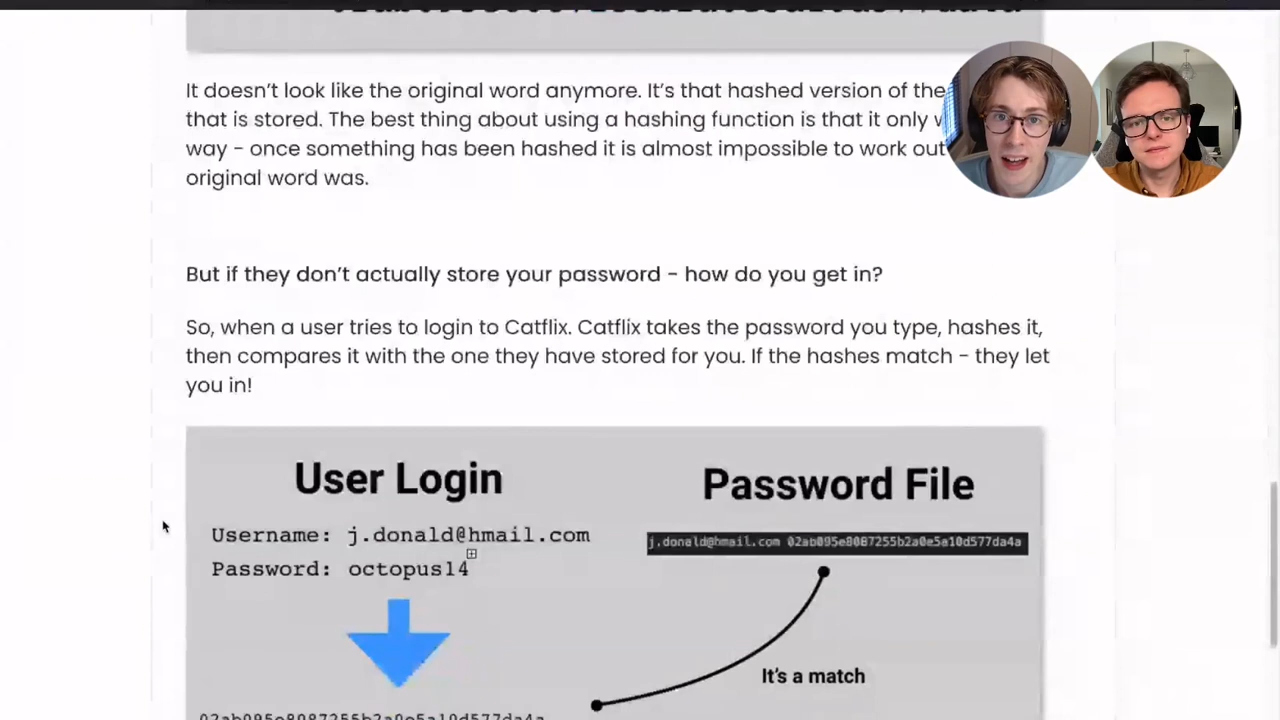 It doesn't look like the original word anymore. It's that hashed version of the
that is stored. The best thing about using a hashing function is that it only
way - once something has been hashed it is almost impossible to work out
original word was.
But if they don't actually store your password - how do you get in?
So, when a user tries to login to Catflix. Catflix takes the password you type, hashes it,
then compares it with the one they have stored for you. If the hashes match - they let
you in!
User Login
Password File
Username: j.donald@hmail.com
j.donald@hmail.com 02ab095e8087255b2a0e5a10d577da4a
Password: octopus14
It's a match
02ab095e8087255b2a0e5a10d577da4a